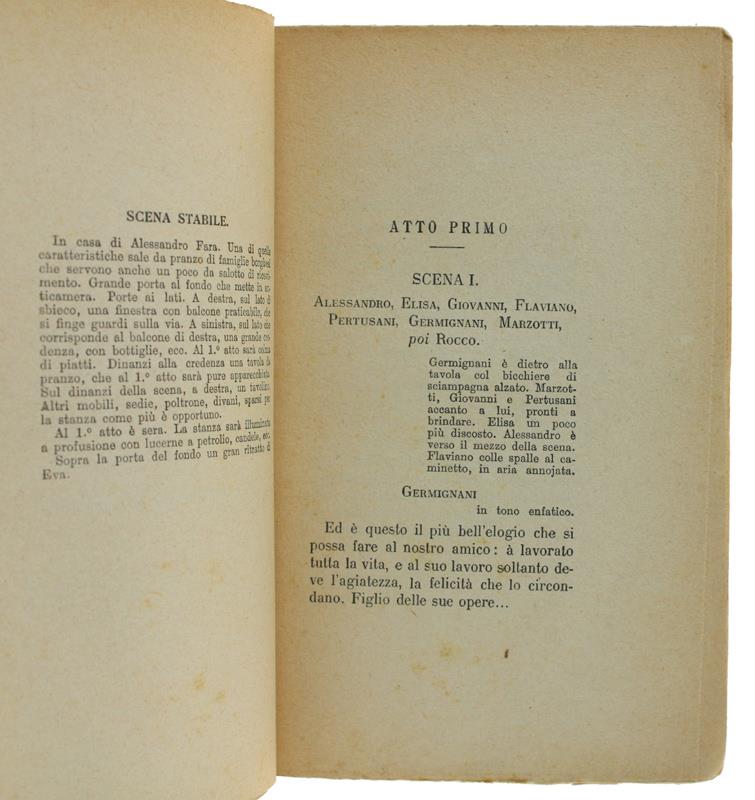 SCENA STABILE.
In casa di Alessandro Fara. Una di quelle
caratteristiche sale da pranzo di famiglie borghesi
che servono anche un poco da salotto di ricevi-
mento. Grande porta al fondo che mette in an-
ticamera. Porte ai lati. A destra, sul lato di
sbieco, una finestra con balcone praticabile, che
si finge guardi sulla via. A sinistra, sul lato che
corrisponde al balcone di destra, una grande cre-
denza, con bottiglie, ecc. Al 1.° atto sarà colma
di piatti. Dinanzi alla credenza una tavola da
pranzo, che al 1.° atto sarà pure apparecchiata.
Sul dinanzi della scena, a destra, un tavolino.
Altri mobili, sedie, poltrone, divani, sparsi per
la stanza come più è opportuno.
Al 1.° atto è sera. La stanza sarà illuminata
a profusione con lucerne a petrolio, candele, ecc.
Sopra la porta del fondo un gran ritratto di
Eva.
ATTO PRIMO
SCENA I.
ALESSANDRO, ELISA, GIOVANNI, FLAVIANO,
PERTUSANI, GERMIGNANI, MARZOTTI,
poi ROCCO.
Germignani è dietro alla
tavola col bicchiere di
sciampagna alzato. Marzot-
ti, Giovanni e Pertusani
accanto a lui, pronti a
brindare. Elisa un poco
più discosto. Alessandro è
verso il mezzo della scena.
Flaviano colle spalle al ca-
minetto, in aria annojata.
GERMIGNANI
in tono enfatico.
Ed è questo il più bell'elogio che si
possa fare al nostro amico: à lavorato
tutta la vita, e al suo lavoro soltanto de-
ve l'agiatezza, la felicità che lo circon-
dano. Figlio delle sue opere...